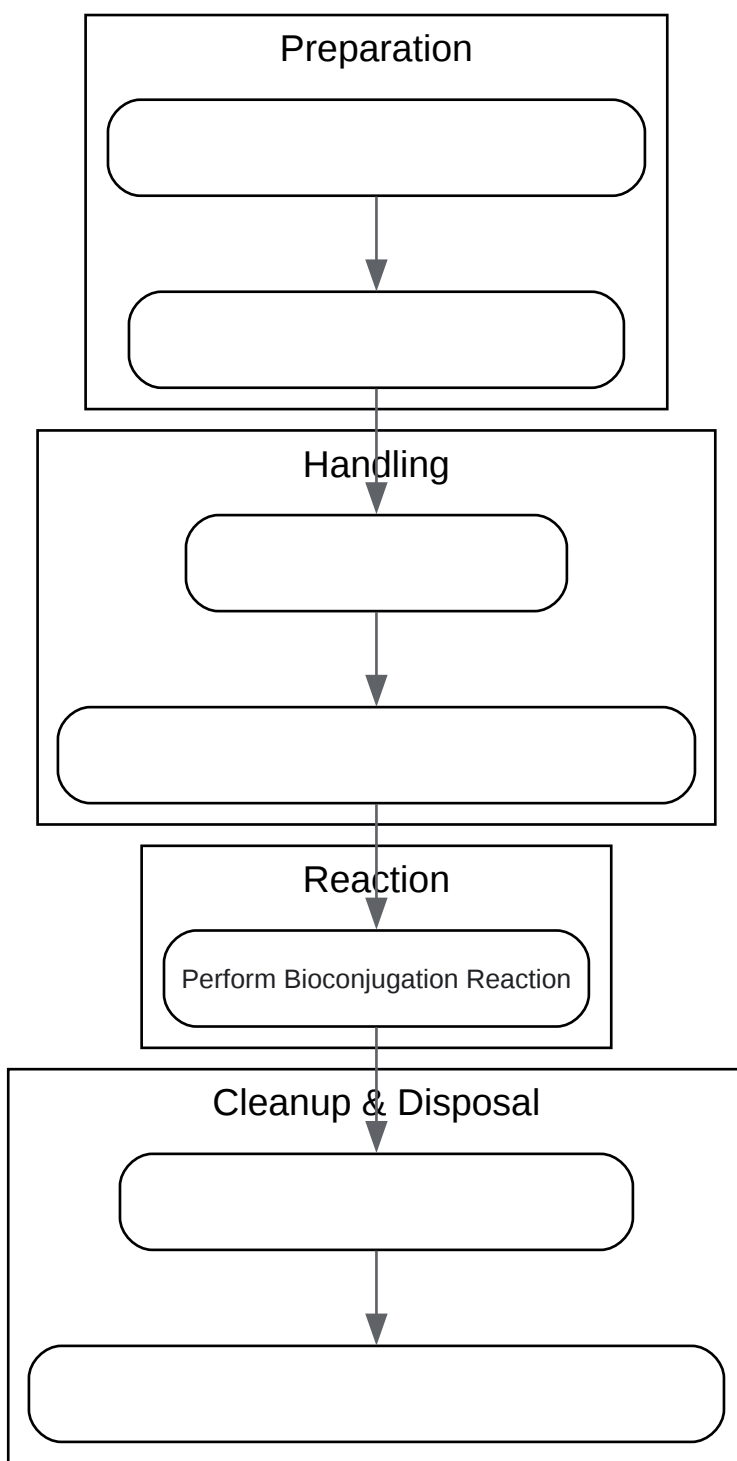 Preparation
Handling
Reaction
Perform Bioconjugation Reaction
Cleanup & Disposal